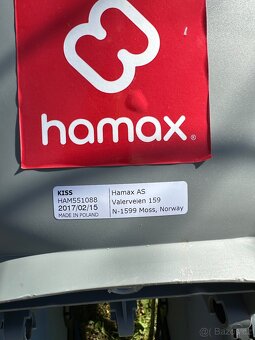 hamax®
KISS
HAM551088
2017/02/15
MADE IN POLAND
Hamax AS
Valerveien 159
N-1599 Moss, Norway